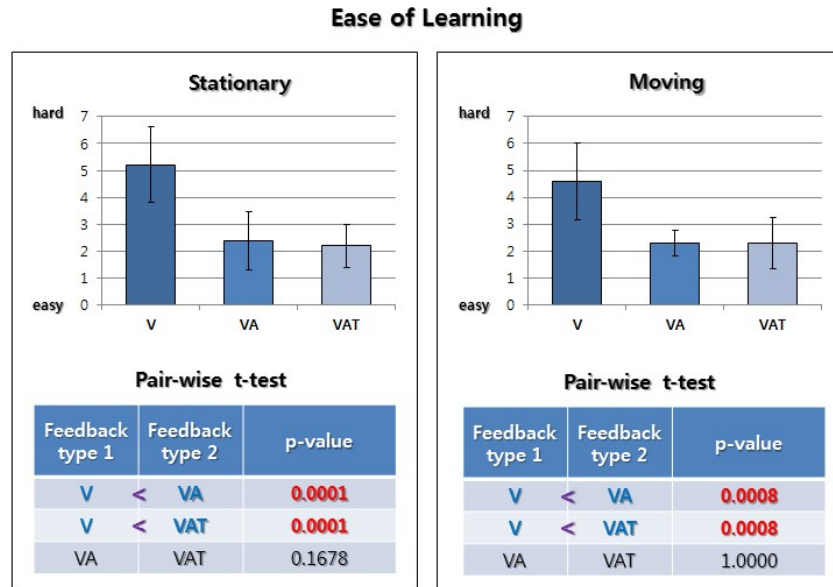 Ease of Learning
Stationary
hard
7
6
5
4
3
2
1
easy 0
V VA VAT
Pair-wise t-test
Feedback type 1 Feedback type 2 p-value
V < VA 0.0001
V < VAT 0.0001
VA VAT 0.1678
Moving
hard
7
6
5
4
3
2
1
easy 0
V VA VAT
Pair-wise t-test
Feedback type 1 Feedback type 2 p-value
V < VA 0.0008
V < VAT 0.0008
VA VAT 1.0000